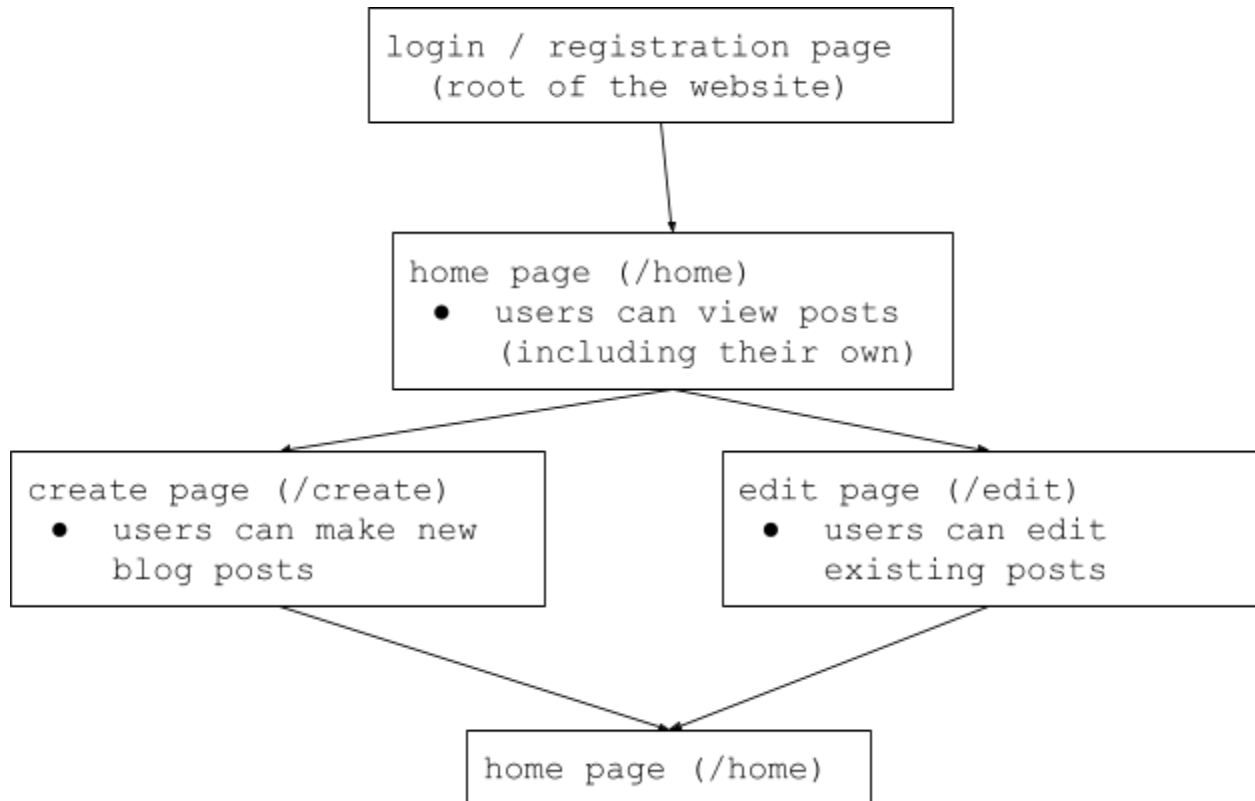 login / registration page
(root of the website)
home page (/home)
● users can view posts
(including their own)
create page (/create)
● users can make new
blog posts
edit page (/edit)
● users can edit
existing posts
home page (/home)